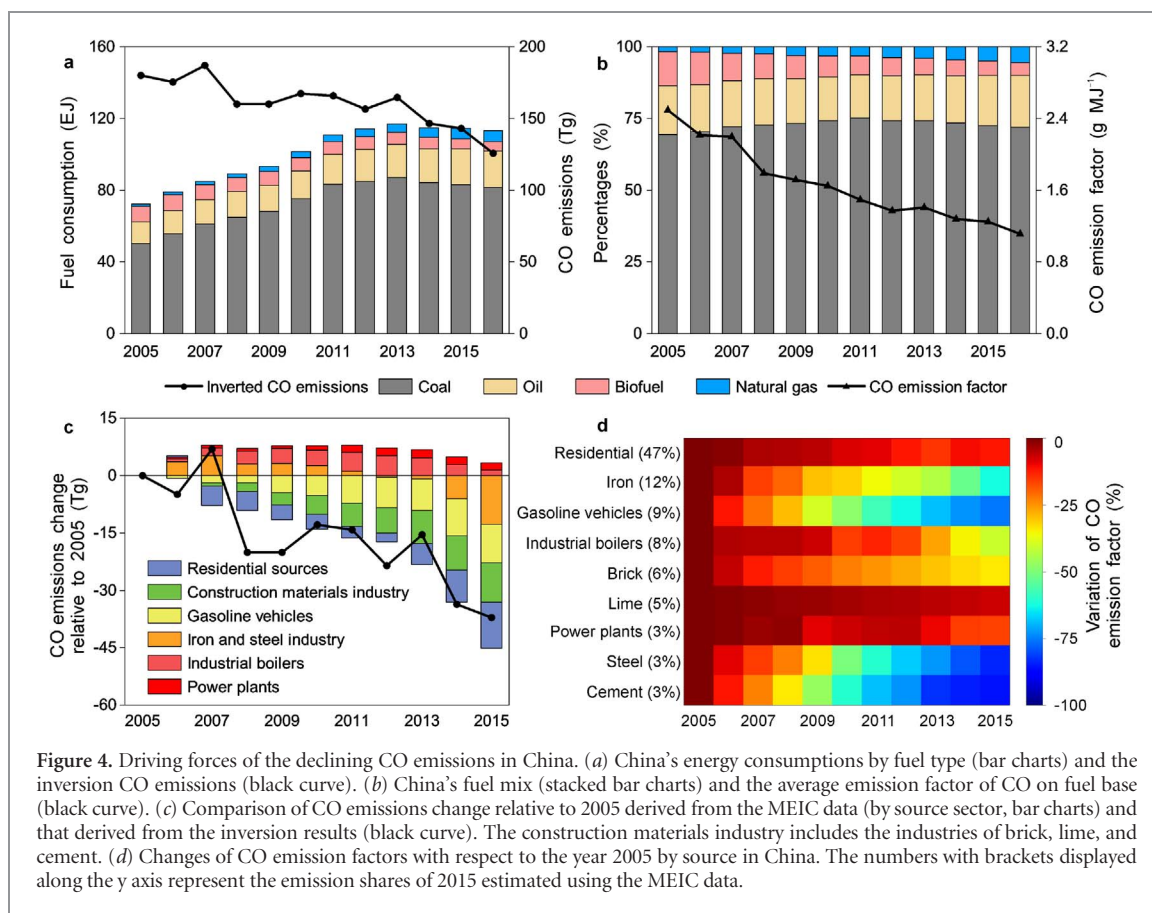 a
160
120
80
40
0
Fuel consumption (EJ)
200
150
100
50
0
CO emissions (Tg)
2005 2007 2009 2011 2013 2015
b
100
75
50
25
0
Percentages (%)
3.2
2.4
1.6
0.8
0.0
CO emission factor (g MJ⁻¹)
2005 2007 2009 2011 2013 2015
Inverted CO emissions Coal Oil Biofuel Natural gas CO emission factor
c
15
0
-15
-30
-45
-60
CO emissions change
relative to 2005 (Tg)
Residential sources
Construction materials industry
Gasoline vehicles
Iron and steel industry
Industrial boilers
Power plants
2005 2007 2009 2011 2013 2015
d
Residential (47%)
Iron (12%)
Gasoline vehicles (9%)
Industrial boilers (8%)
Brick (6%)
Lime (5%)
Power plants (3%)
Steel (3%)
Cement (3%)
2005 2007 2009 2011 2013 2015
0
-25
-50
-75
-100
Variation of CO
emission factor (%)
Figure 4. Driving forces of the declining CO emissions in China. (a) China's energy consumptions by fuel type (bar charts) and the
inversion CO emissions (black curve). (b) China's fuel mix (stacked bar charts) and the average emission factor of CO on fuel base
(black curve). (c) Comparison of CO emissions change relative to 2005 derived from the MEIC data (by source sector, bar charts) and
that derived from the inversion results (black curve). The construction materials industry includes the industries of brick, lime, and
cement. (d) Changes of CO emission factors with respect to the year 2005 by source in China. The numbers with brackets displayed
along the y axis represent the emission shares of 2015 estimated using the MEIC data.